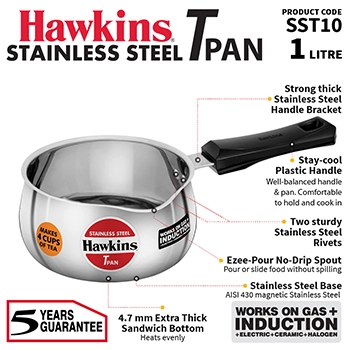 Hawkins
STAINLESS STEEL TPAN
PRODUCT CODE
SST10
1 LITRE
Strong thick
Stainless Steel
Handle Bracket
Stay-cool
Plastic Handle
Well-balanced handle
& pan. Comfortable
to hold and cook in
Two sturdy
Stainless Steel
Rivets
Ezee-Pour No-Drip Spout
Pour or slide food without spilling
Stainless Steel Base
AISI 430 magnetic Stainless Steel
MAKES
4 CUPS
OF TEA
STAINLESS STEEL
Hawkins
TPAN
WORKS ON GAS +
INDUCTION
5 YEARS
GUARANTEE
4.7 mm Extra Thick
Sandwich Bottom
Heats evenly
WORKS ON GAS +
INDUCTION
+ELECTRIC+CERAMIC+HALOGEN